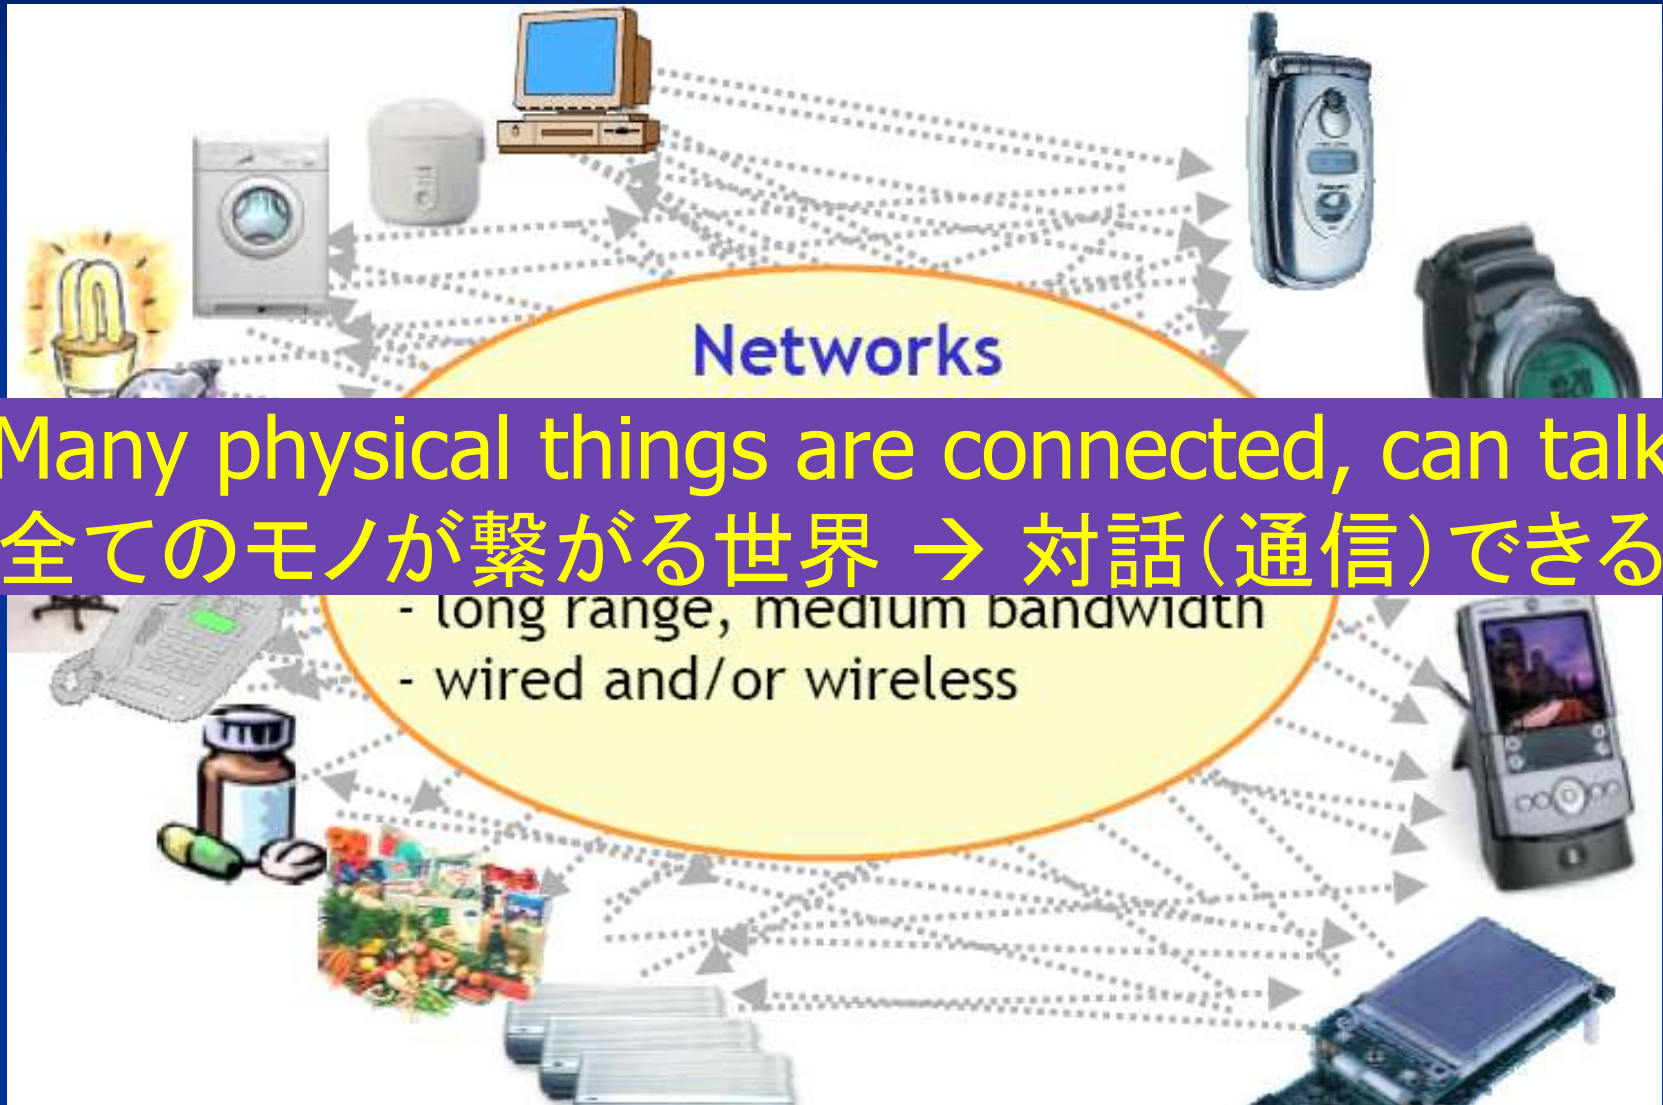 Networks
Many physical things are connected, can talk
全てのモノが繋がる世界 → 対話（通信）できる
- long range, medium bandwidth
- wired and/or wireless